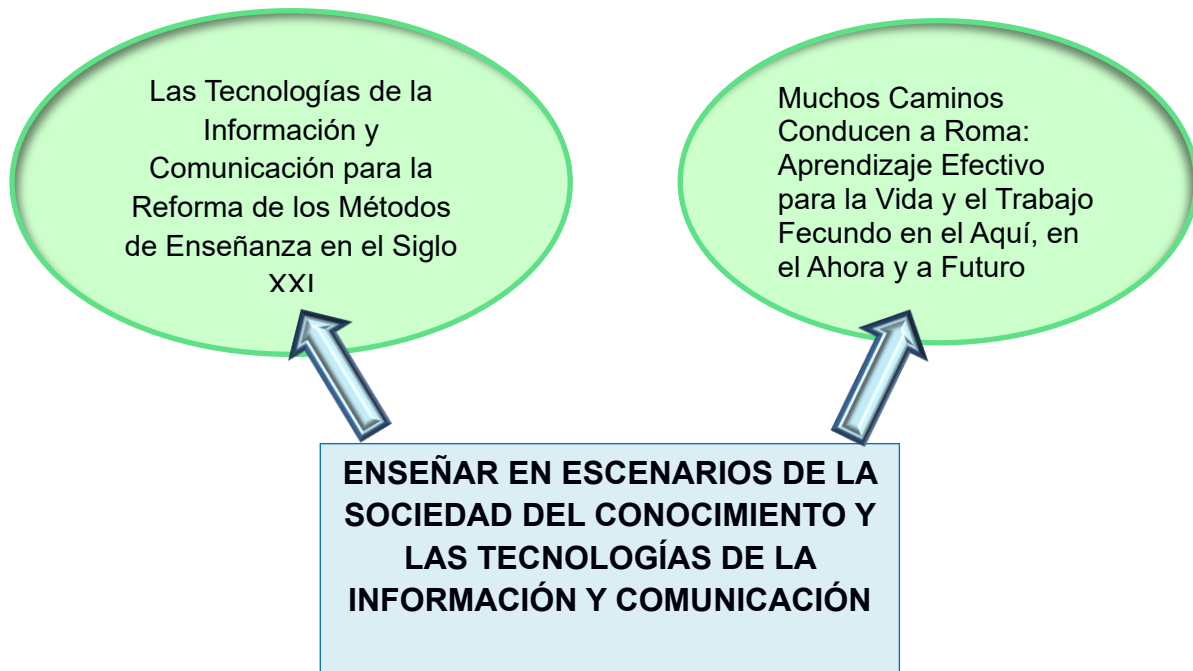 Las Tecnologías de la
Información y
Comunicación para la
Reforma de los Métodos
de Enseñanza en el Siglo
XXI
Muchos Caminos
Conducen a Roma:
Aprendizaje Efectivo
para la Vida y el Trabajo
Fecundo en el Aquí, en
el Ahora y a Futuro
ENSEÑAR EN ESCENARIOS DE LA
SOCIEDAD DEL CONOCIMIENTO Y
LAS TECNOLOGÍAS DE LA
INFORMACIÓN Y COMUNICACIÓN